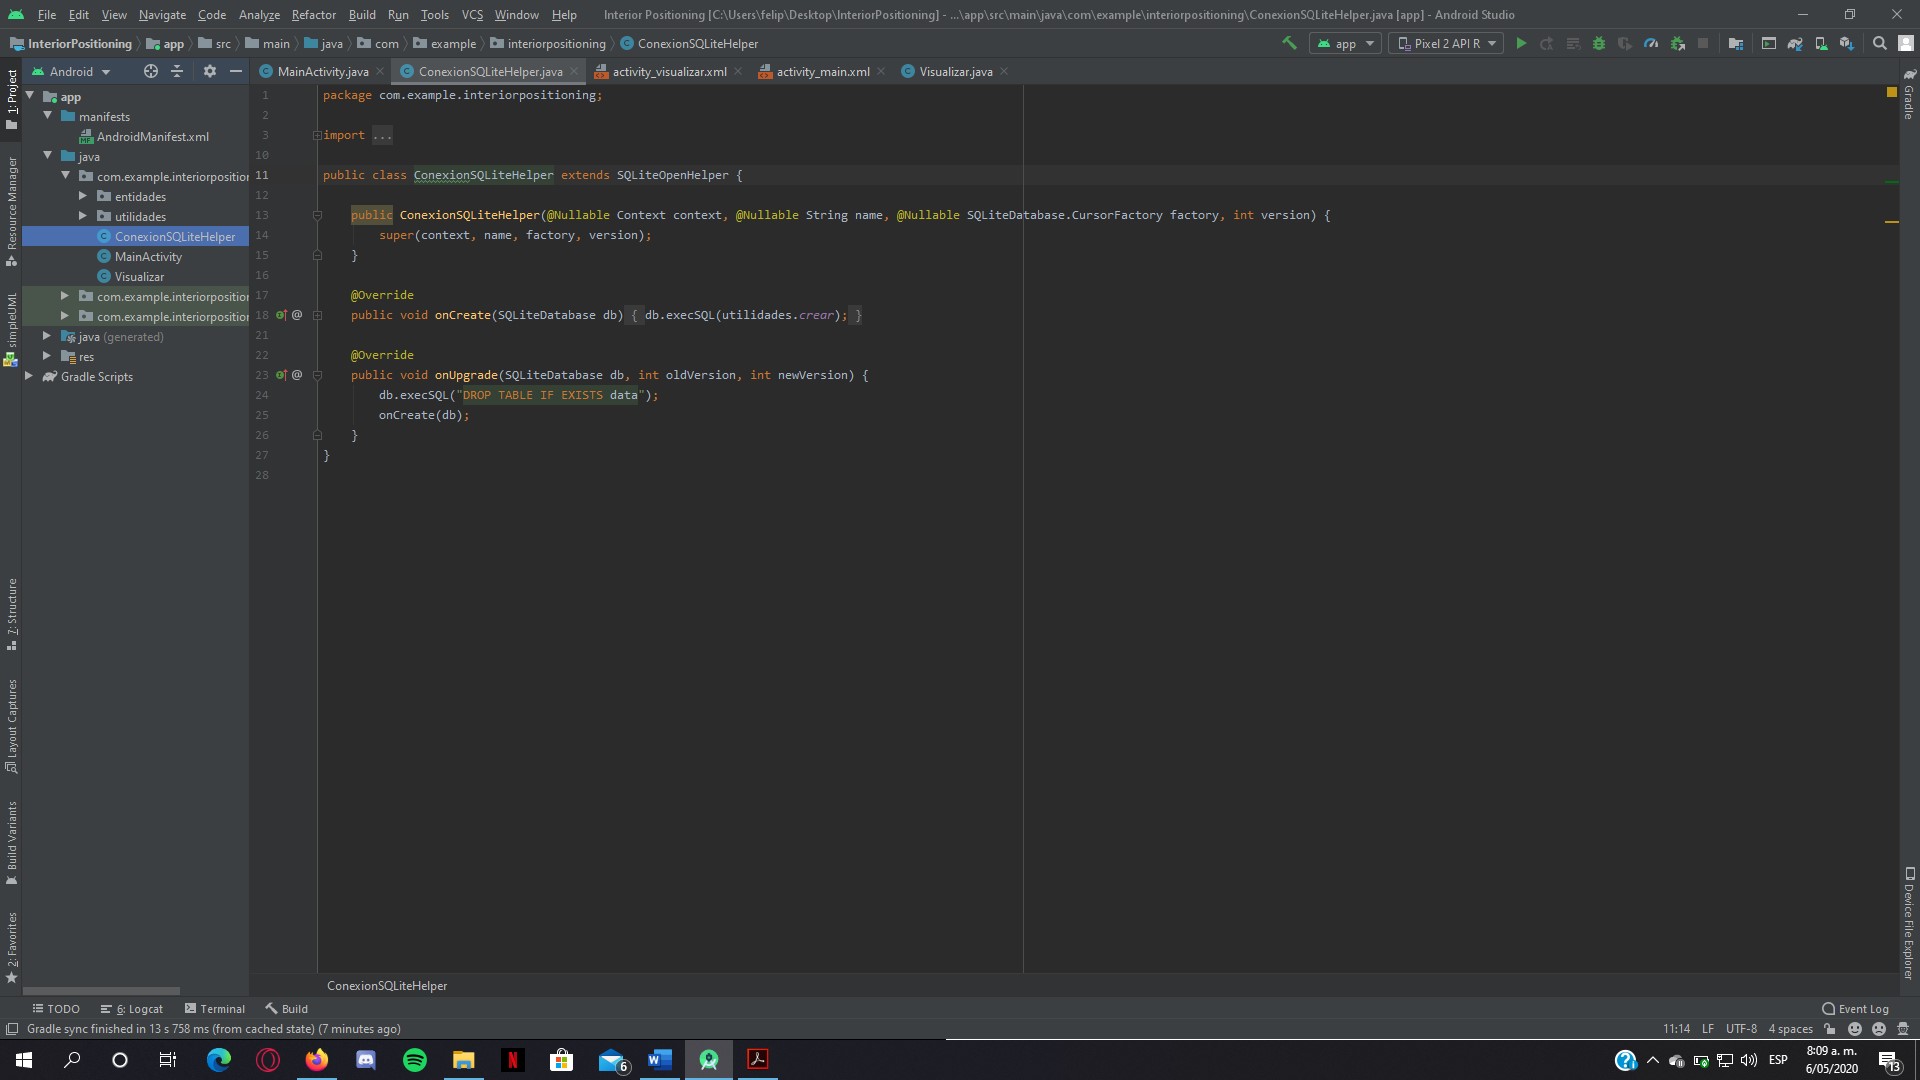 File Edit View Navigate Code Analyze Refactor Build Run Tools VCS Window Help Interior Positioning [C:\Users\felip\Desktop\InteriorPositioning] - ...\app\src\main\java\com\example\interiorpositioning\ConexionSQLiteHelper.java [app] - Android Studio
InteriorPositioning app src main java com example interiorpositioning ConexionSQLiteHelper app Pixel 2 API R
Android MainActivity.java ConexionSQLiteHelper.java activity_visualizar.xml activity_main.xml Visualizar.java
1: Project
Resource Manager
simpleUML
7: Structure
Layout Captures
Build Variants
2: Favorites
app
manifests
AndroidManifest.xml
java
com.example.interiorpositior
entidades
utilidades
ConexionSQLiteHelper
MainActivity
Visualizar
com.example.interiorpositior
com.example.interiorpositior
java (generated)
res
Gradle Scripts
1 package com.example.interiorpositioning;
2
3 import ...
10
11 public class ConexionSQLiteHelper extends SQLiteOpenHelper {
12
13 public ConexionSQLiteHelper(@Nullable Context context, @Nullable String name, @Nullable SQLiteDatabase.CursorFactory factory, int version) {
14 super(context, name, factory, version);
15 }
16
17 @Override
18 @ public void onCreate(SQLiteDatabase db) { db.execSQL(utilidades.crear); }
21
22 @Override
23 @ public void onUpgrade(SQLiteDatabase db, int oldVersion, int newVersion) {
24 db.execSQL("DROP TABLE IF EXISTS data");
25 onCreate(db);
26 }
27 }
28
Gradle
Device File Explorer
ConexionSQLiteHelper
TODO 6: Logcat Terminal Build Event Log
Gradle sync finished in 13 s 758 ms (from cached state) (7 minutes ago) 11:14 LF UTF-8 4 spaces
6 ESP 8:09 a. m.
6/05/2020 13